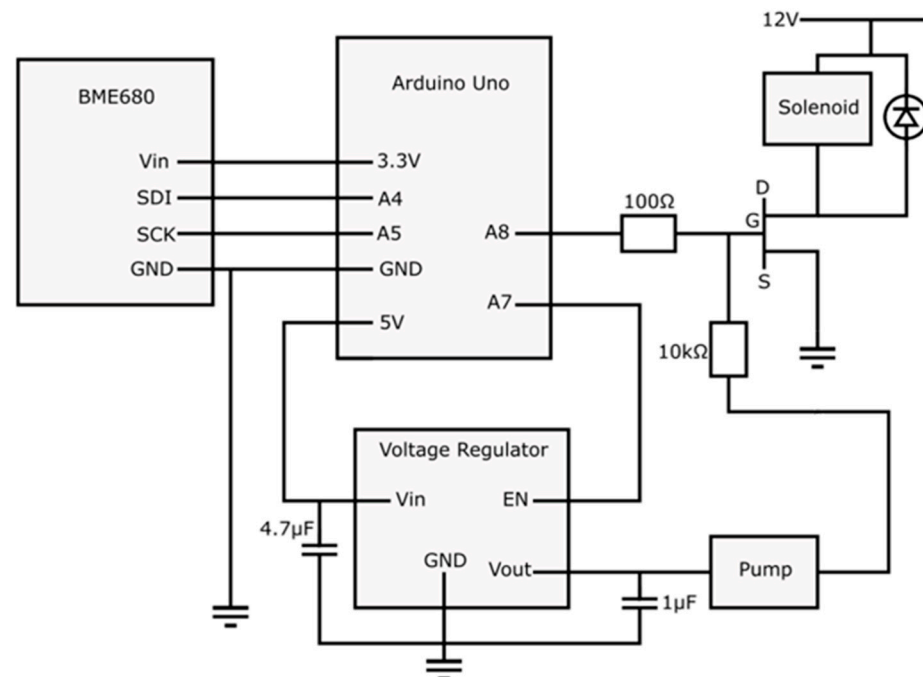 12V
BME680
Arduino Uno
Solenoid
Vin
3.3V
SDI
A4
SCK
A5
GND
GND
5V
A8
A7
100Ω
D
G
S
10kΩ
Voltage Regulator
Vin
EN
4.7µF
GND
Vout
1µF
Pump